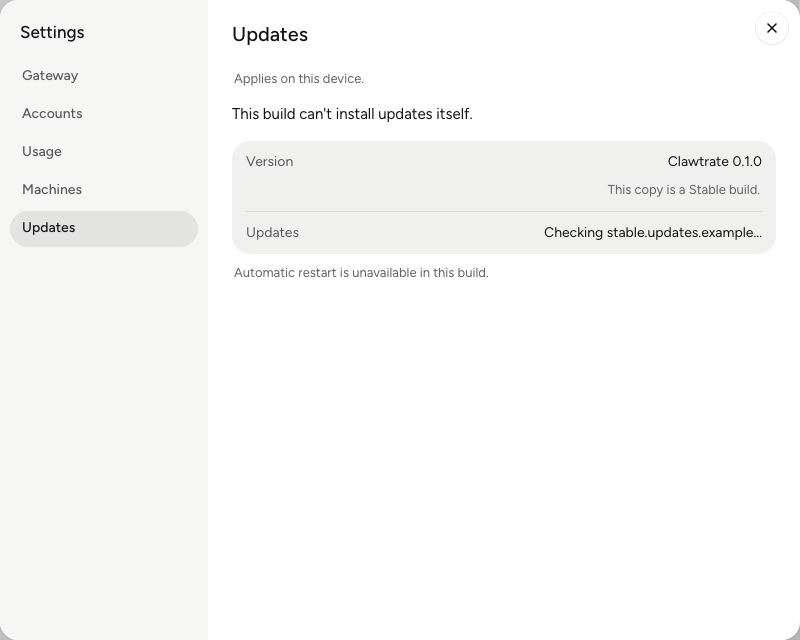 Settings
Gateway
Accounts
Usage
Machines
Updates
Updates
Applies on this device.
This build can't install updates itself.
Version
Clawtrate 0.1.0
This copy is a Stable build.
Updates
Checking stable.updates.example…
Automatic restart is unavailable in this build.